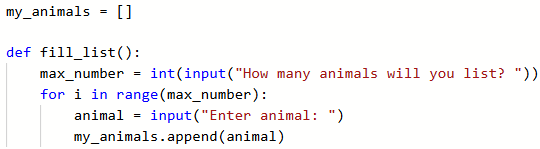 my_animals = []
def fill_list():
    max_number = int(input("How many animals will you list? "))
    for i in range(max_number):
        animal = input("Enter animal: ")
        my_animals.append(animal)